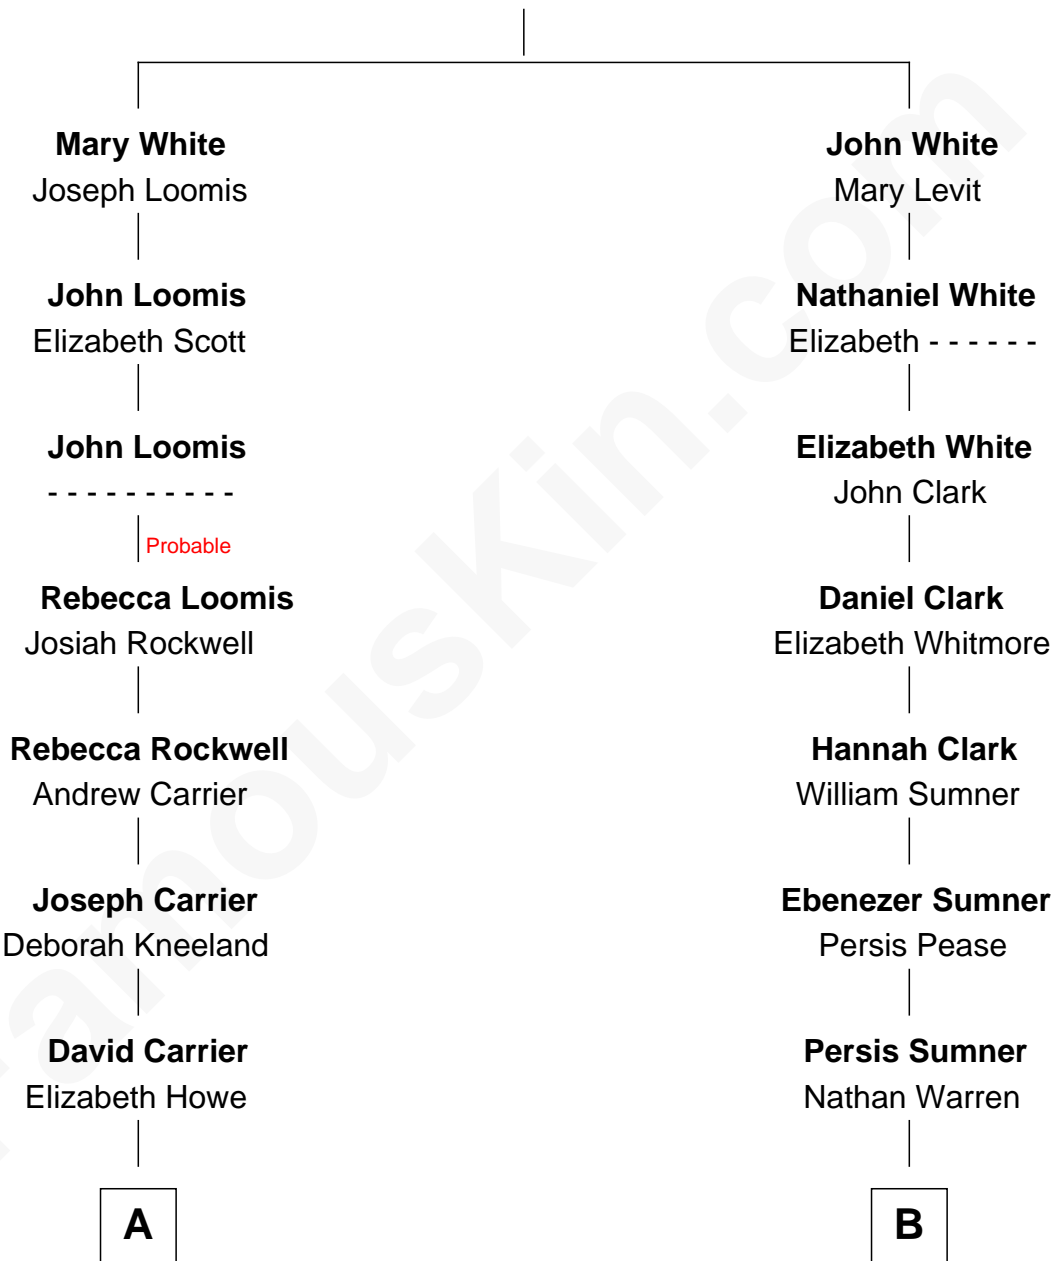 Mary White
Joseph Loomis
John Loomis
Elizabeth Scott
John Loomis
- - - - - - - - - -
Probable
Rebecca Loomis
Josiah Rockwell
Rebecca Rockwell
Andrew Carrier
Joseph Carrier
Deborah Kneeland
David Carrier
Elizabeth Howe
A
John White
Mary Levit
Nathaniel White
Elizabeth - - - - - -
Elizabeth White
John Clark
Daniel Clark
Elizabeth Whitmore
Hannah Clark
William Sumner
Ebenezer Sumner
Persis Pease
Persis Sumner
Nathan Warren
B
FamousKin.com